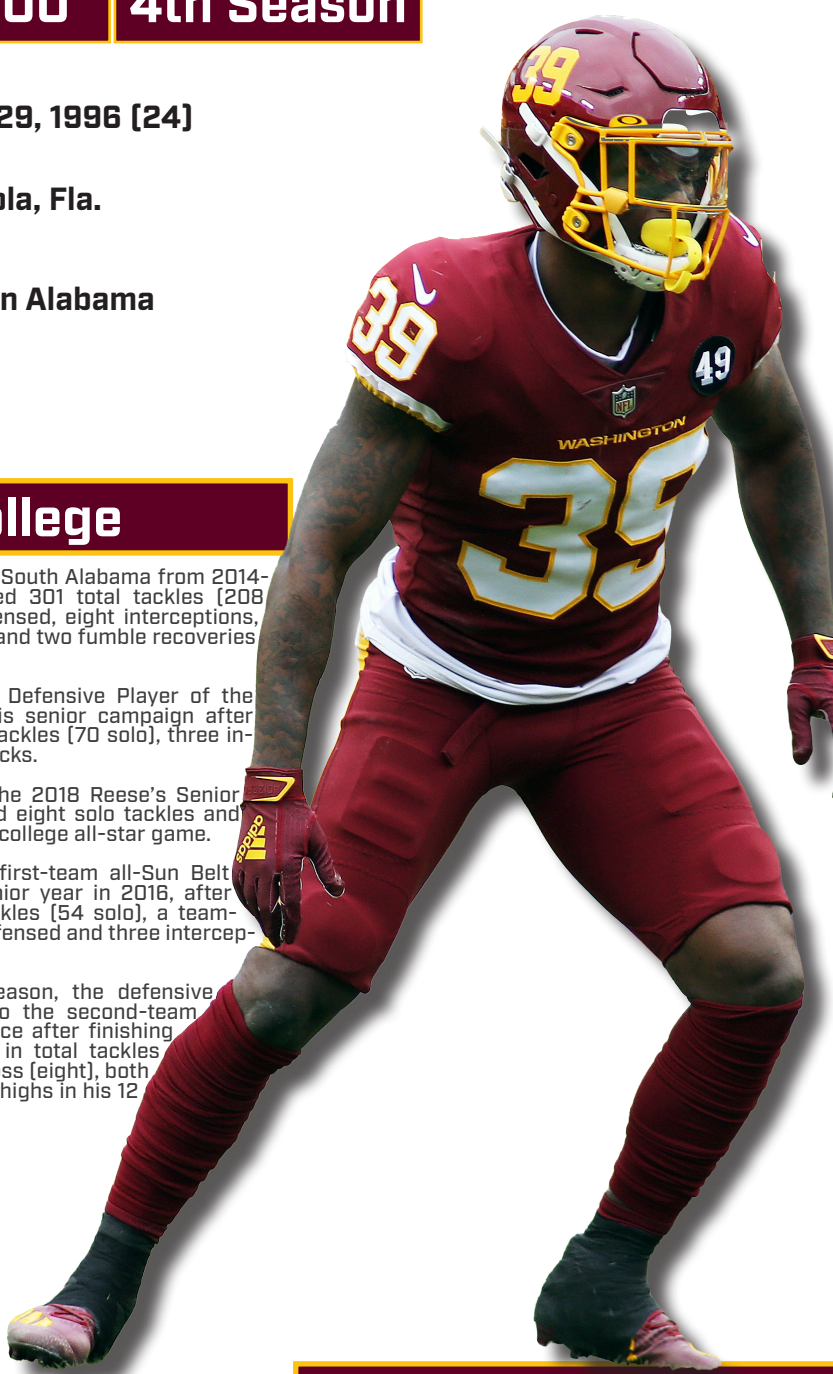 00 4th Season
29, 1996 (24)
ola, Fla.
n Alabama
39
39
49
NFL
WASHINGTON
39
ollege
South Alabama from 2014-
ed 301 total tackles (208
ensed, eight interceptions,
and two fumble recoveries
Defensive Player of the
is senior campaign after
ackles (70 solo), three in-
cks.
he 2018 Reese's Senior
d eight solo tackles and
college all-star game.
first-team all-Sun Belt
nior year in 2016, after
kles (54 solo), a team-
fensed and three intercep-
adidas
eason, the defensive
o the second-team
ce after finishing
in total tackles
ss (eight), both
highs in his 12